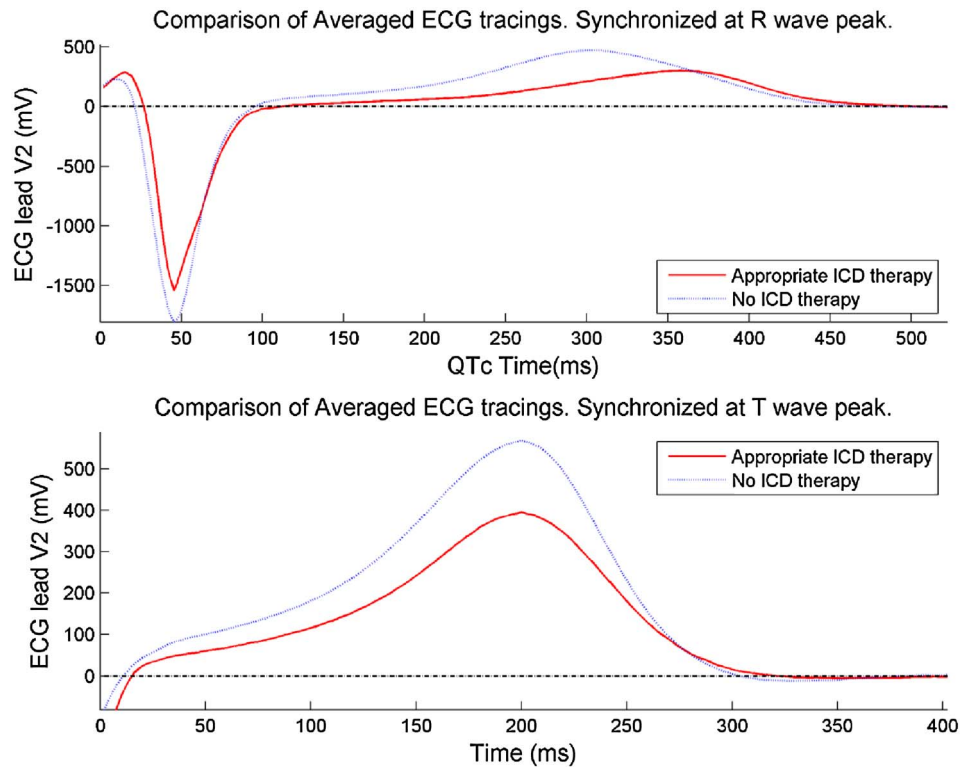 Comparison of Averaged ECG tracings. Synchronized at R wave peak.
500
0
-500
-1000
-1500
ECG lead V2 (mV)
Appropriate ICD therapy
No ICD therapy
0 50 100 150 200 250 300 350 400 450 500
QTc Time(ms)
Comparison of Averaged ECG tracings. Synchronized at T wave peak.
500
400
300
200
100
0
ECG lead V2 (mV)
Appropriate ICD therapy
No ICD therapy
0 50 100 150 200 250 300 350 400
Time (ms)